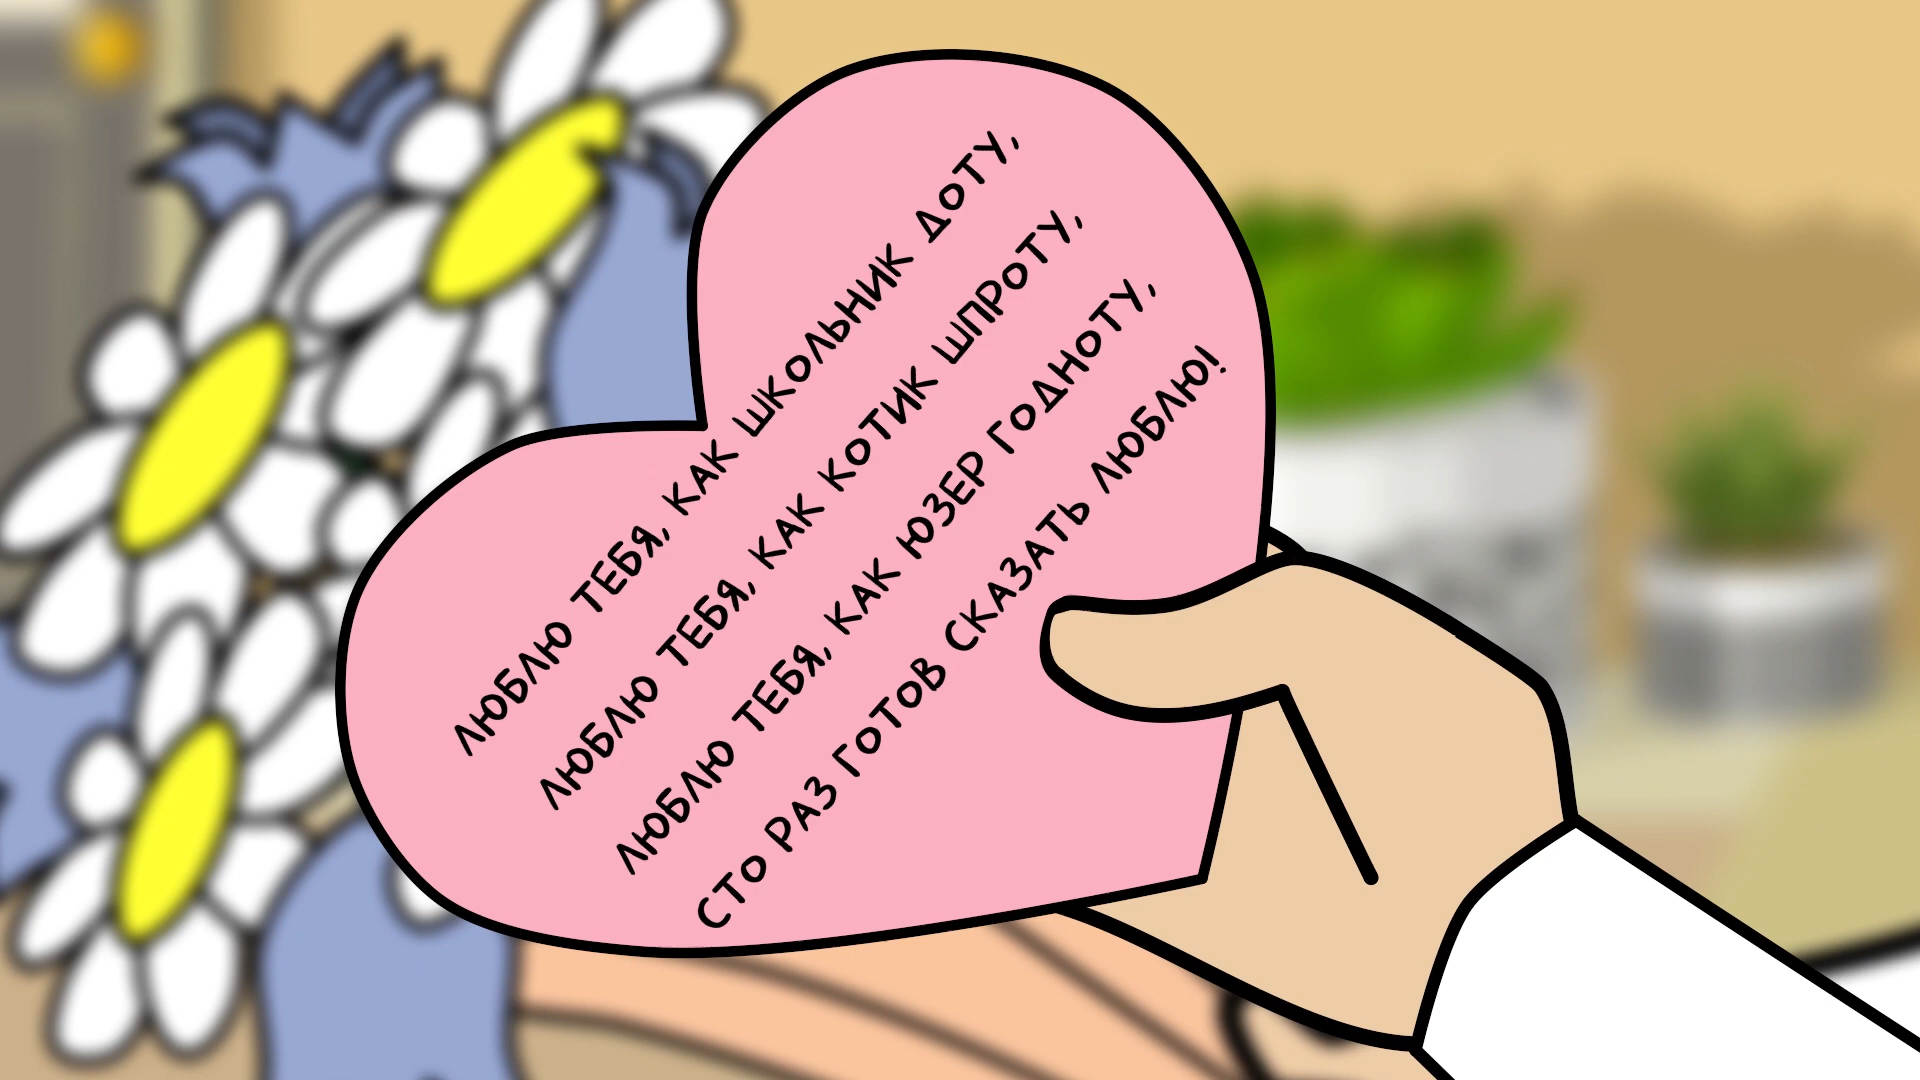 ЛЮБЛЮ ТЕБЯ, КАК ШКОЛЬНИК ДОТУ,
ЛЮБЛЮ ТЕБЯ, КАК КОТИК ШПРОТУ,
ЛЮБЛЮ ТЕБЯ, КАК ЮЗЕР ГОДНОТУ,
СТО РАЗ ГОТОВ СКАЗАТЬ ЛЮБЛЮ!